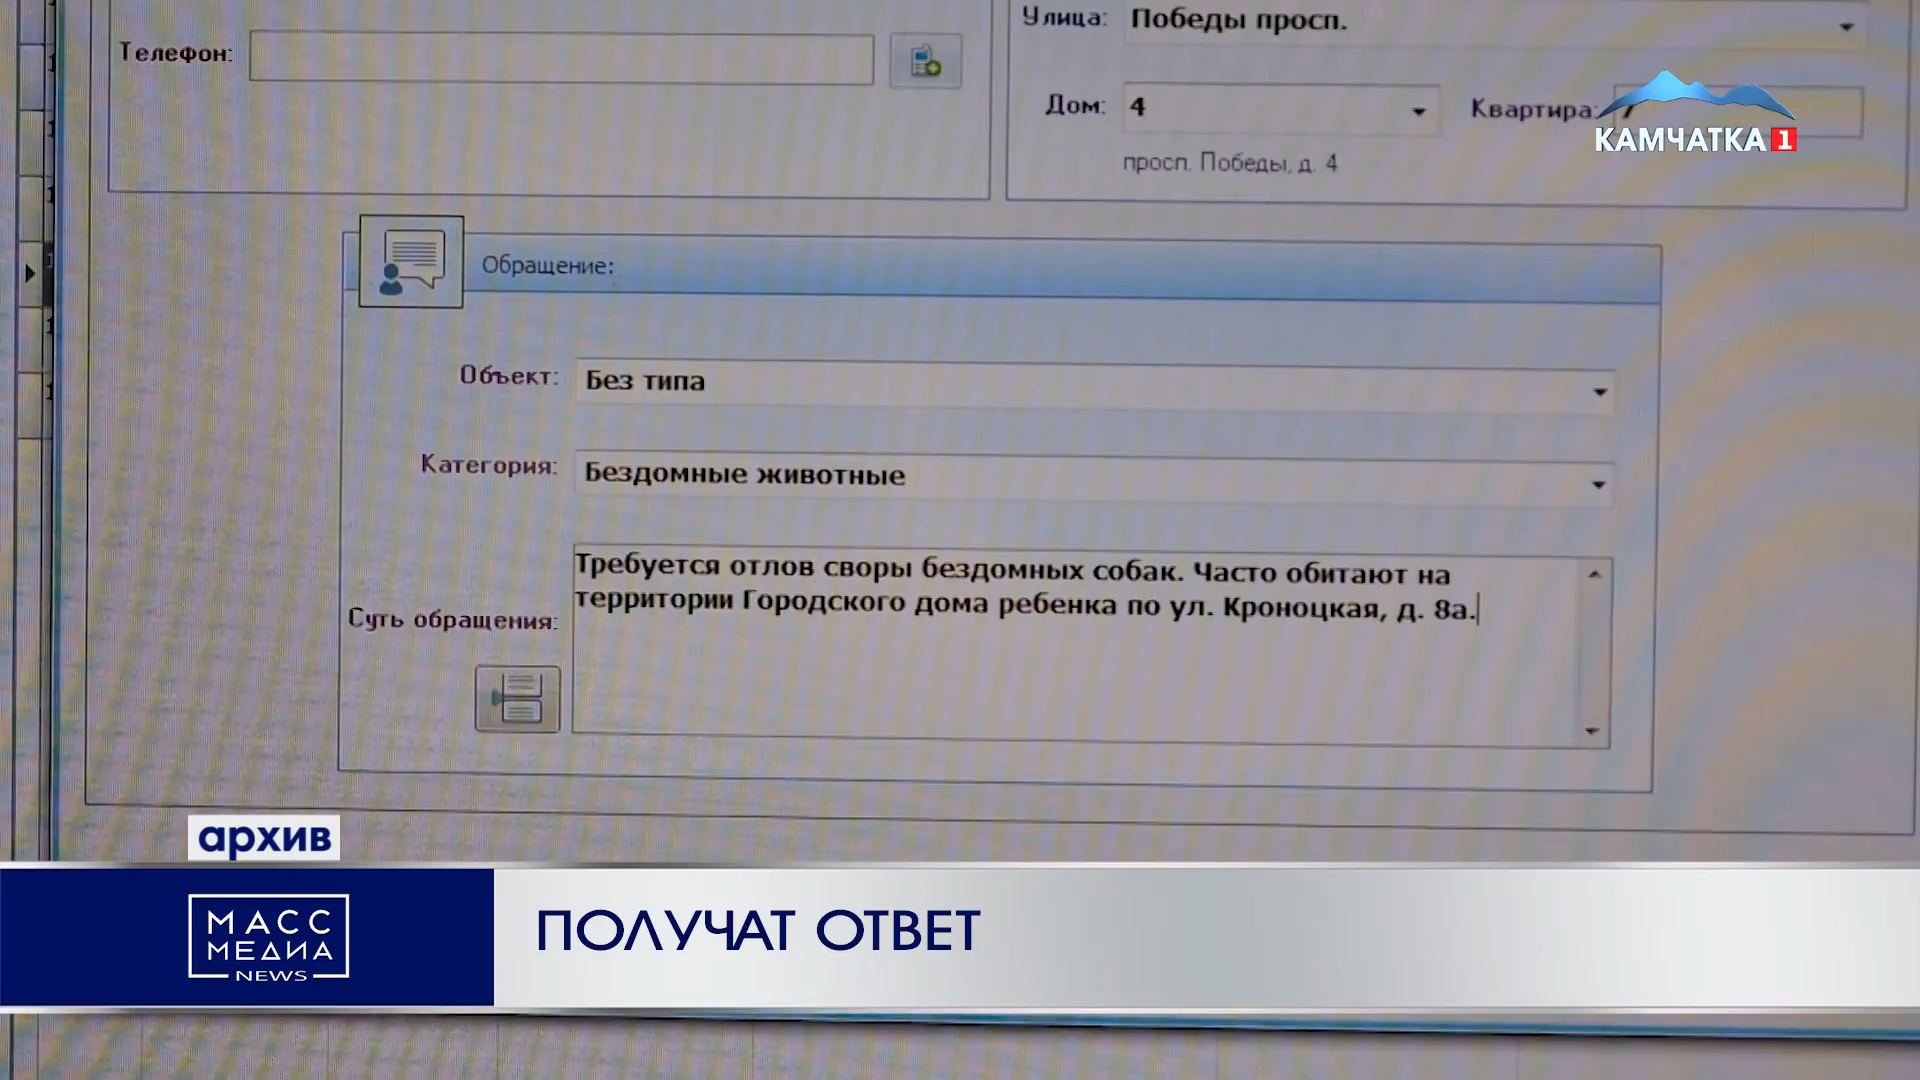 Телефон:
Улица: Победы просп.
Дом: 4
Квартира: 7
КАМЧАТКА 1
просп. Победы, д. 4
Обращение:
Объект: Без типа
Категория: Бездомные животные
Суть обращения: Требуется отлов своры бездомных собак. Часто обитают на
территории Городского дома ребенка по ул. Кроноцкая, д. 8а.
архив
МАСС
МЕДИА
NEWS
ПОЛУЧАТ ОТВЕТ